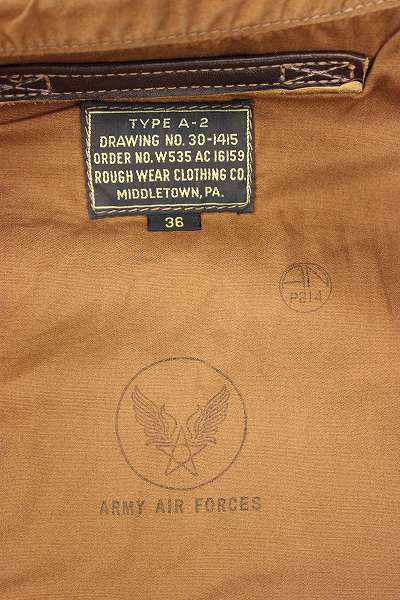 TYPE A-2
DRAWING NO. 30-1415
ORDER NO. W535 AC 16159
ROUGH WEAR CLOTHING CO.
MIDDLETOWN, PA.
36
AN
P214
ARMY AIR FORCES